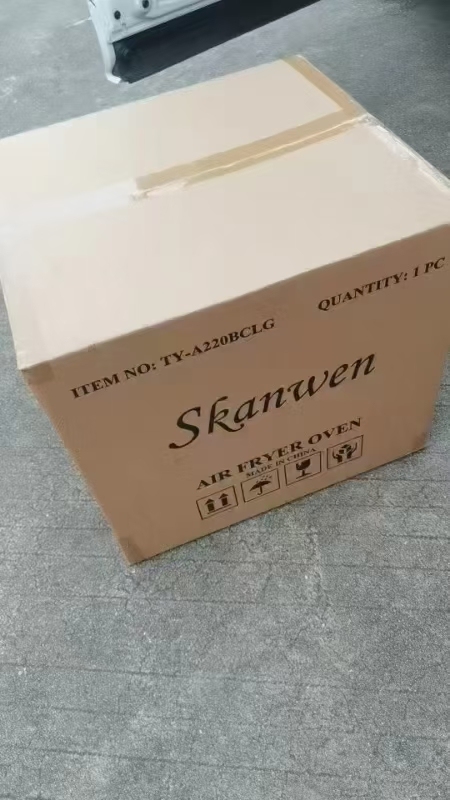 ITEM NO: TY-A220BCLG
QUANTITY: 1 PC
Skanwen
AIR FRYER OVEN
MADE IN CHINA